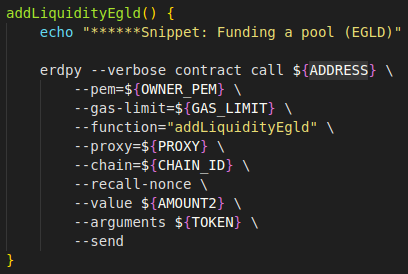 addLiquidityEgld() {
    echo "******Snippet: Funding a pool (EGLD)"

    erdpy --verbose contract call ${ADDRESS} \
        --pem=${OWNER_PEM} \
        --gas-limit=${GAS_LIMIT} \
        --function="addLiquidityEgld" \
        --proxy=${PROXY} \
        --chain=${CHAIN_ID} \
        --recall-nonce \
        --value ${AMOUNT2} \
        --arguments ${TOKEN} \
        --send
}